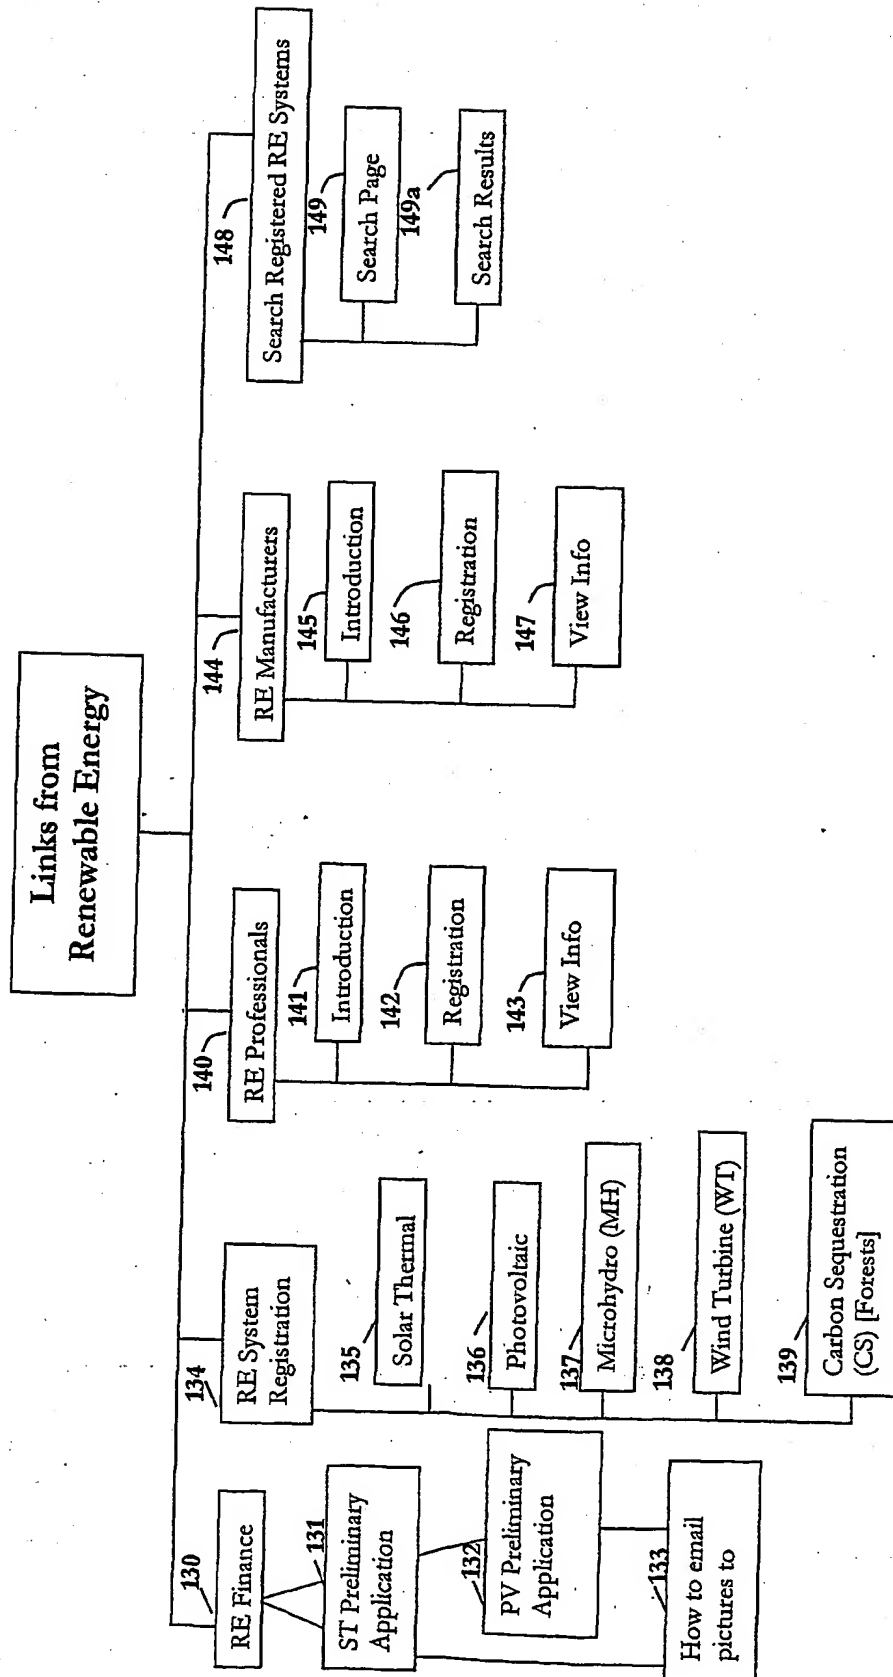 Links from
Renewable Energy
130
RE Finance
131
ST Preliminary
Application
132
PV Preliminary
Application
133
How to email
pictures to
134
RE System
Registration
135
Solar Thermal
136
Photovoltaic
137
Microhydro (MH)
138
Wind Turbine (WT)
139
Carbon Sequestration
(CS) [Forests]
140
RE Professionals
141
Introduction
142
Registration
143
View Info
144
RE Manufacturers
145
Introduction
146
Registration
147
View Info
148
Search Registered RE Systems
149
Search Page
149a
Search Results